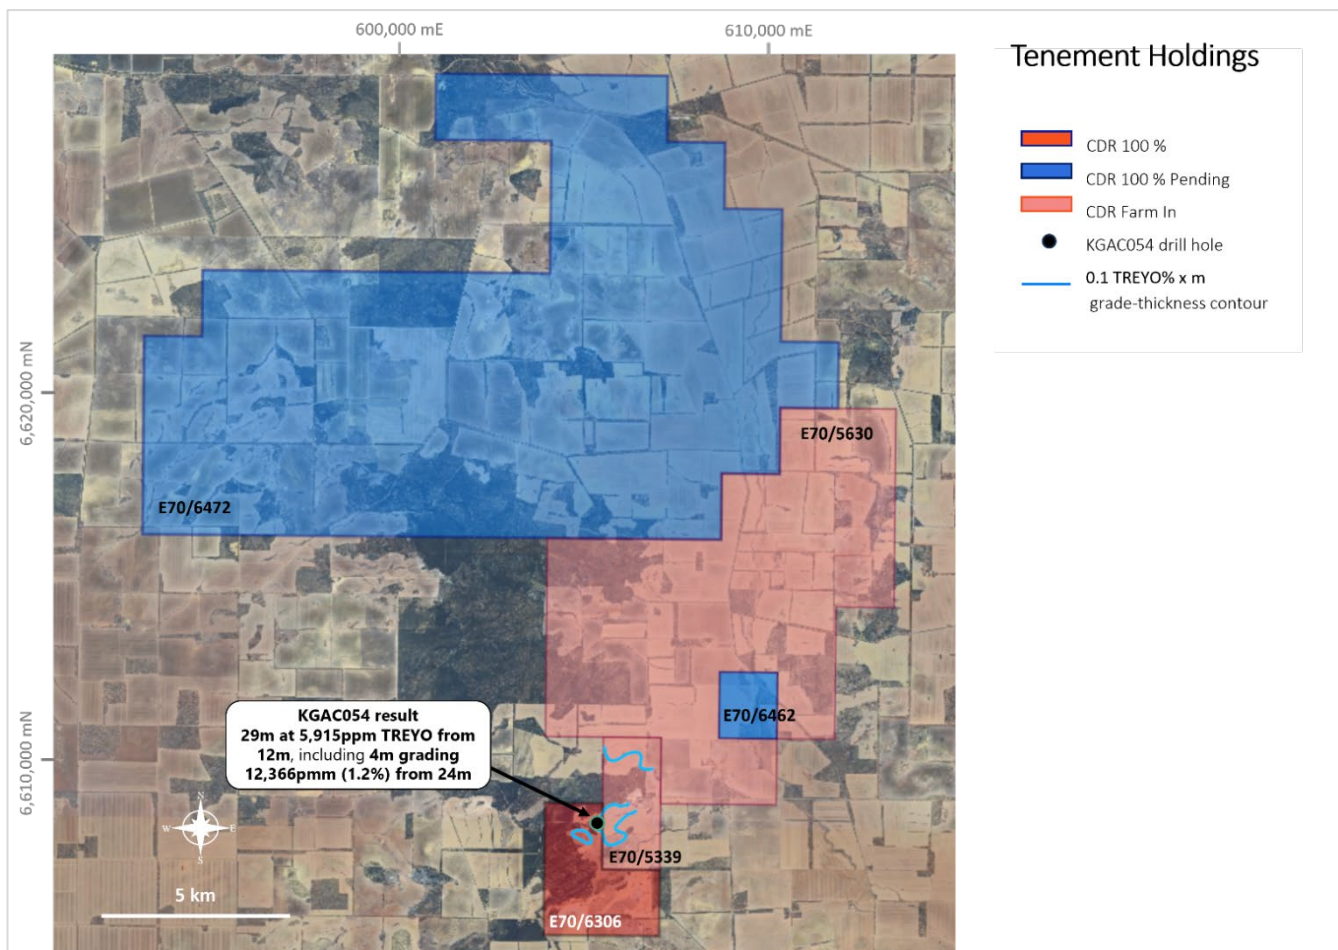 600,000 mE
610,000 mE
Tenement Holdings
CDR 100 %
CDR 100 % Pending
CDR Farm In
KGAC054 drill hole
0.1 TREYO% x m
grade-thickness contour
6,620,000 mN
6,610,000 mN
E70/5630
E70/6472
E70/6462
KGAC054 result
29m at 5,915ppm TREYO from
12m, including 4m grading
12,366pmm (1.2%) from 24m
N
W
E
S
E70/5339
5 km
E70/6306